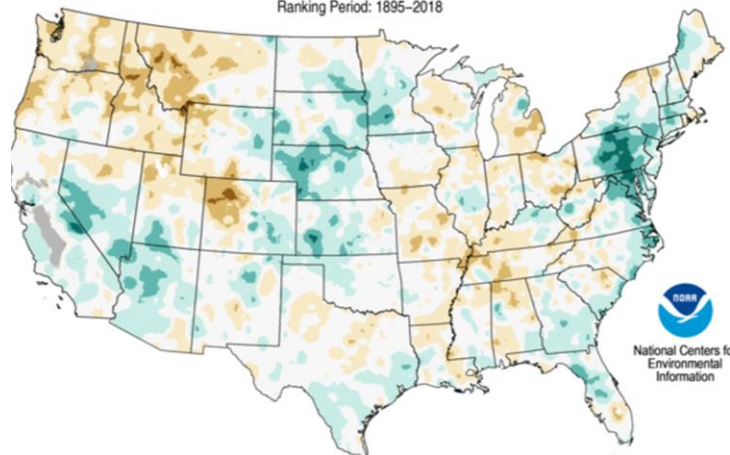 Ranking Period: 1895–2018
NOAA
National Centers fo
Environmental
Information